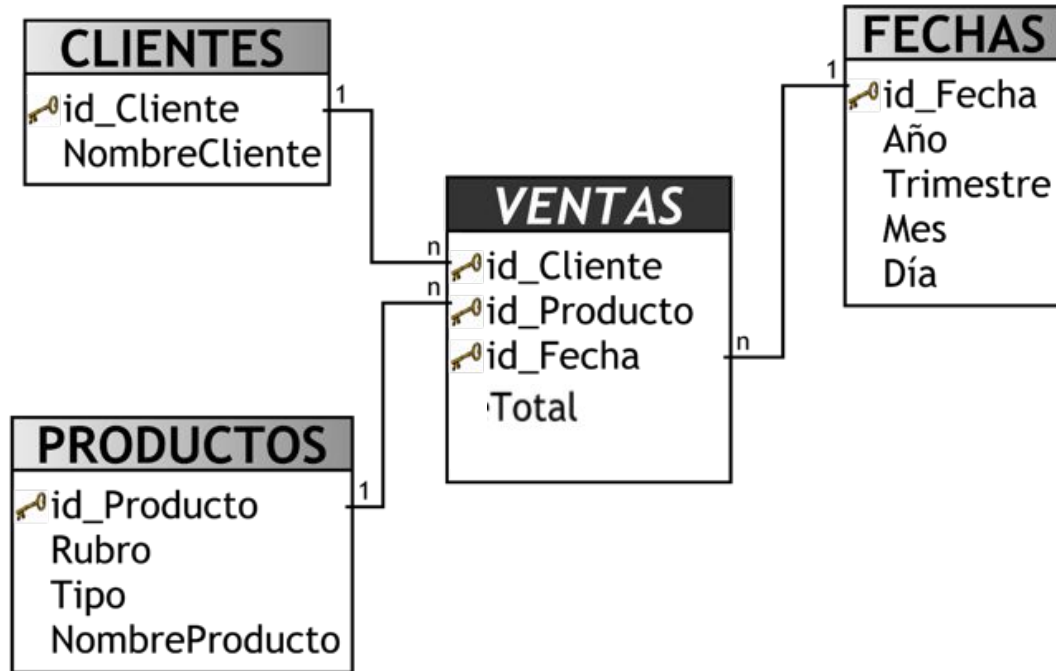 CLIENTES
id_Cliente
NombreCliente
1
n
FECHAS
1
id_Fecha
Año
Trimestre
Mes
Día
VENTAS
id_Cliente
n
id_Producto
id_Fecha
n
Total
PRODUCTOS
1
id_Producto
Rubro
Tipo
NombreProducto